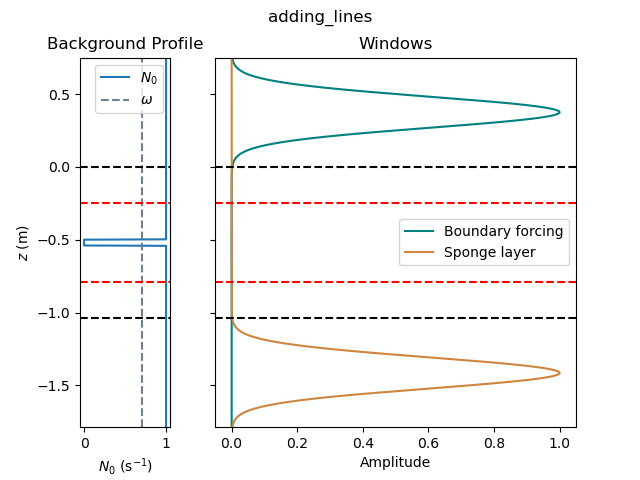 adding_lines
Background Profile
Windows
N₀
ω
0.5
0.0
−0.5
−1.0
−1.5
z (m)
Boundary forcing
Sponge layer
0
1
0.0
0.2
0.4
0.6
0.8
1.0
N₀ (s⁻¹)
Amplitude